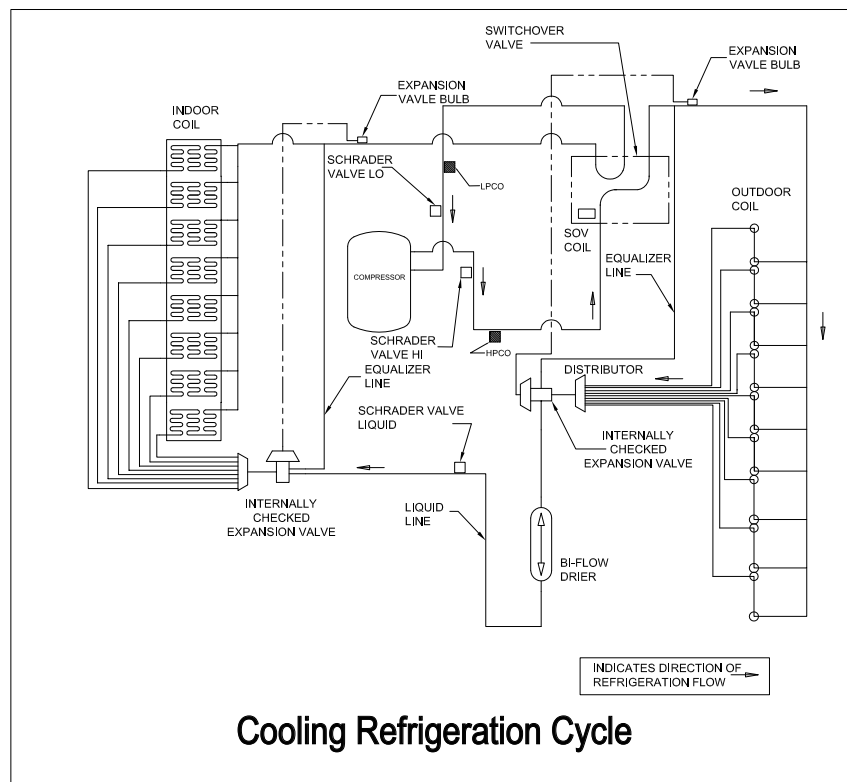 SWITCHOVER
VALVE
EXPANSION
VAVLE BULB
EXPANSION
VAVLE BULB
INDOOR
COIL
SCHRADER
VALVE LO
LPCO
OUTDOOR
COIL
SOV
COIL
EQUALIZER
LINE
COMPRESSOR
SCHRADER
VALVE HI
HPCO
EQUALIZER
LINE
DISTRIBUTOR
SCHRADER VALVE
LIQUID
INTERNALLY
CHECKED
EXPANSION VALVE
INTERNALLY
CHECKED
EXPANSION VALVE
LIQUID
LINE
BI-FLOW
DRIER
INDICATES DIRECTION OF
REFRIGERATION FLOW
Cooling Refrigeration Cycle